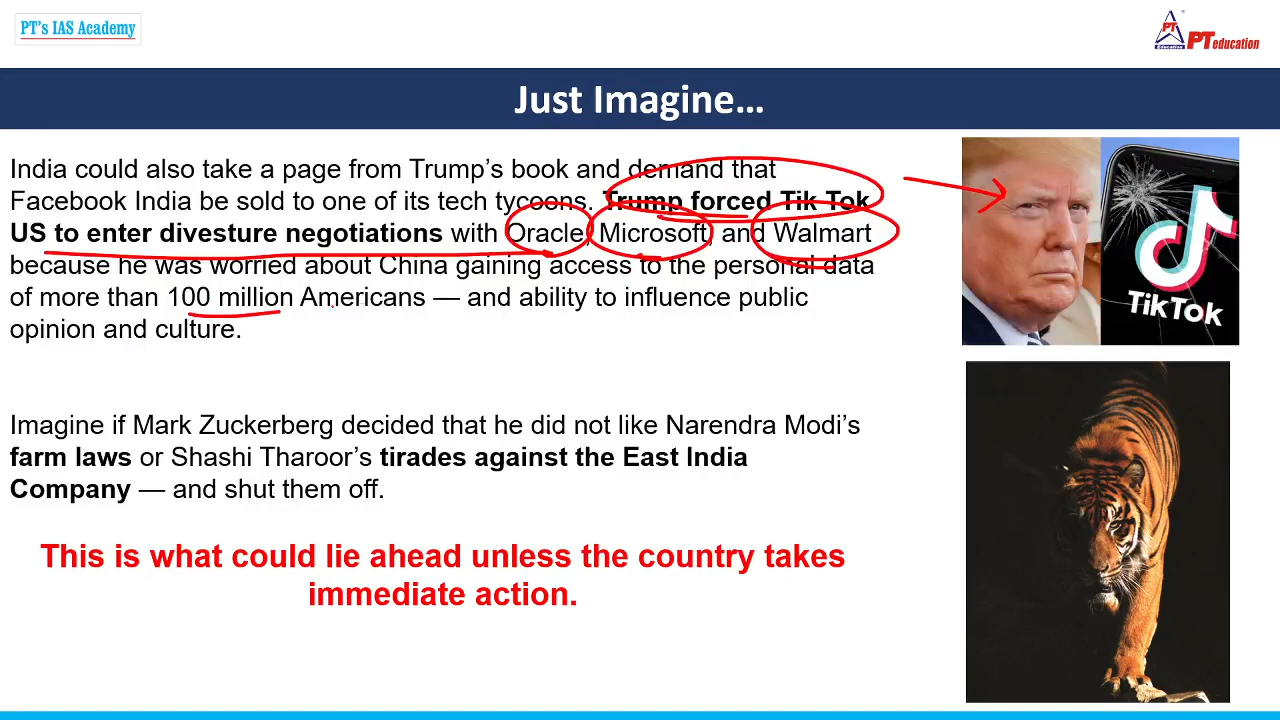 PT's IAS Academy
PT
Education
PT education
Just Imagine...
India could also take a page from Trump's book and demand that
Facebook India be sold to one of its tech tycoons. Trump forced Tik Tok
US to enter divesture negotiations with Oracle, Microsoft, and Walmart
because he was worried about China gaining access to the personal data
of more than 100 million Americans — and ability to influence public
opinion and culture.
TikTok
Imagine if Mark Zuckerberg decided that he did not like Narendra Modi's
farm laws or Shashi Tharoor's tirades against the East India
Company — and shut them off.
This is what could lie ahead unless the country takes
immediate action.